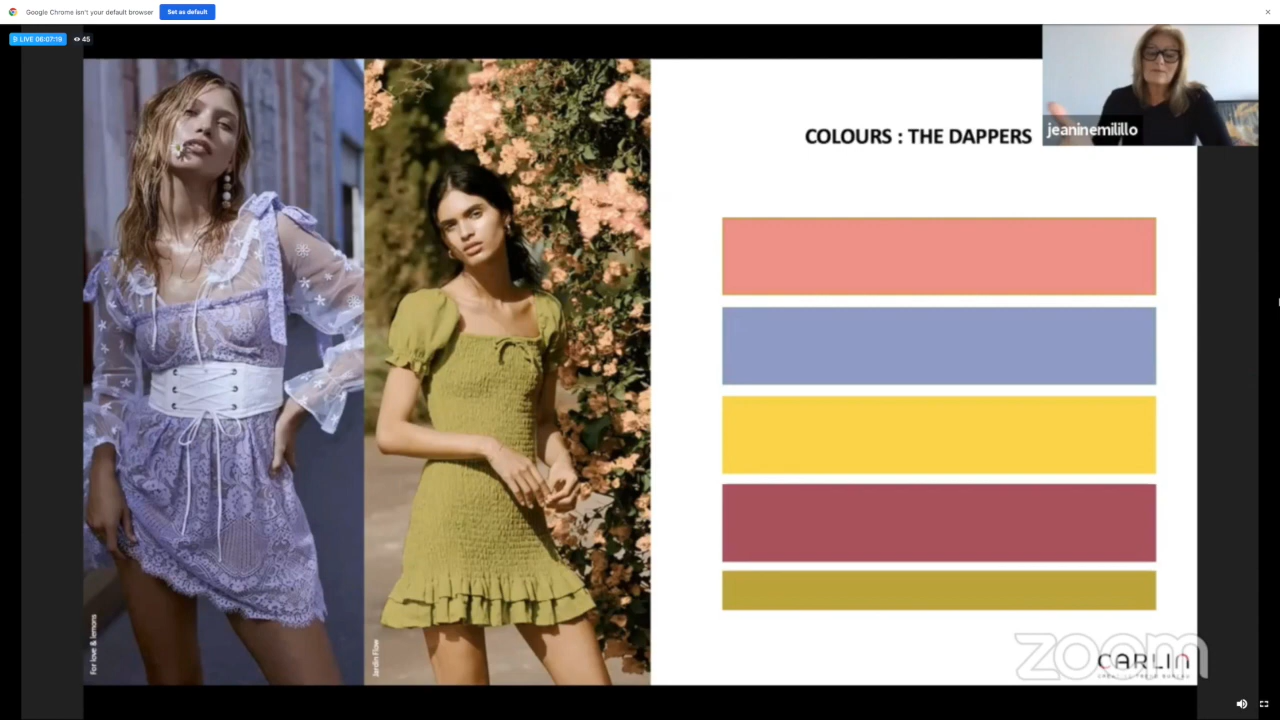 Google Chrome isn't your default browser
Set as default
LIVE 06:07:19
45
jeaninemilillo
COLOURS : THE DAPPERS
For love & lemons
Jardin Flow
zoom
CARLIN